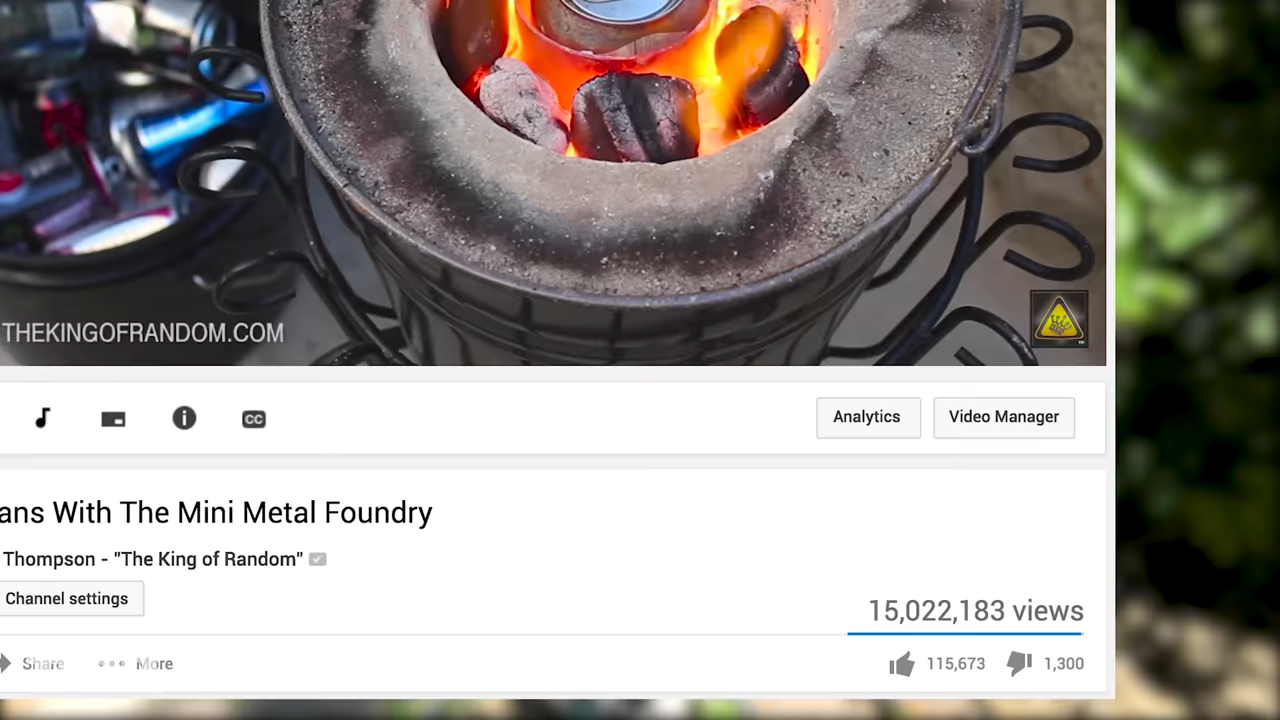 THEKINGOFRANDOM.COM
CC
Analytics
Video Manager
ans With The Mini Metal Foundry
Thompson - "The King of Random"
Channel settings
15,022,183 views
Share
More
115,673
1,300